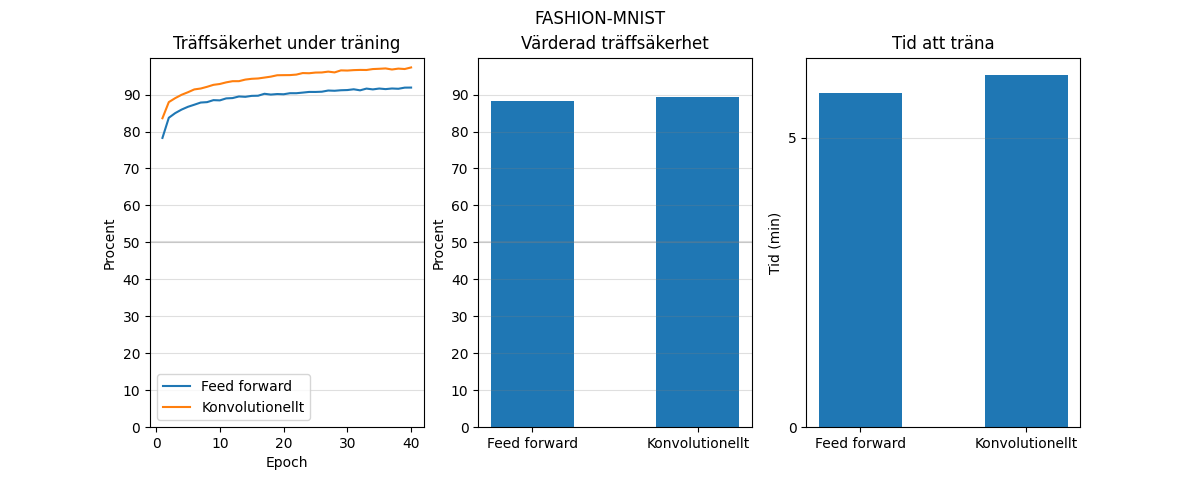 FASHION-MNIST
Träffsäkerhet under träning
90
80
70
60
50
40
30
20
10
0
Procent
Feed forward
Konvolutionellt
0 10 20 30 40
Epoch
Värderad träffsäkerhet
90
80
70
60
50
40
30
20
10
0
Procent
Feed forward Konvolutionellt
Tid att träna
5
0
Tid (min)
Feed forward Konvolutionellt